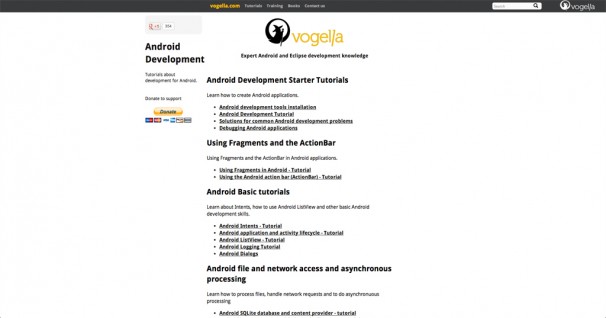 vogella.com Tutorials Training Books Contact us
Search
vogella
Android
Development
Tutorials about
development for Android.
Donate to support
Donate
vogella
Expert Android and Eclipse development knowledge
Android Development Starter Tutorials
Learn how to create Android applications.
Android development tools installation
Android Development Tutorial
Solutions for common Android development problems
Debugging Android applications
Using Fragments and the ActionBar
Using Fragments and the ActionBar in Android applications.
Using Fragments in Android - Tutorial
Using the Android action bar (ActionBar) - Tutorial
Android Basic tutorials
Learn about Intents, how to use Android ListView and other basic Android
development skills.
Android Intents - Tutorial
Android application and activity lifecycle - Tutorial
Android ListView - Tutorial
Android Logging Tutorial
Android Dialogs
Android file and network access and asynchronous
processing
Learn how to process files, handle network requests and to do asynchronuous
processing
Android SQLite database and content provider - tutorial